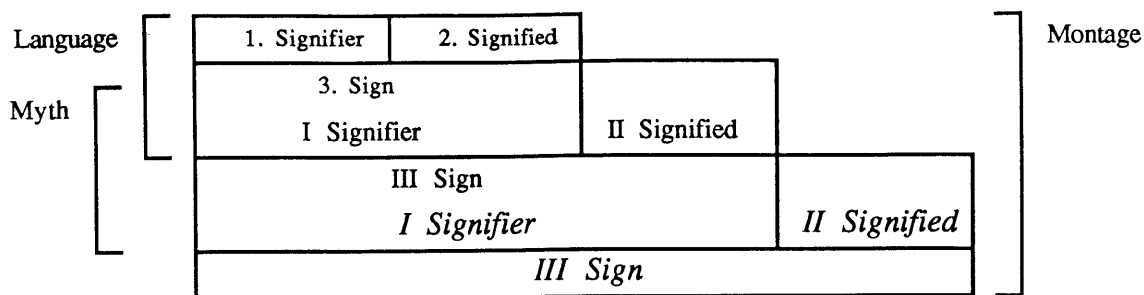 Language
1. Signifier
2. Signified
Montage
3. Sign
Myth
I Signifier
II Signified
III Sign
I Signifier
II Signified
III Sign